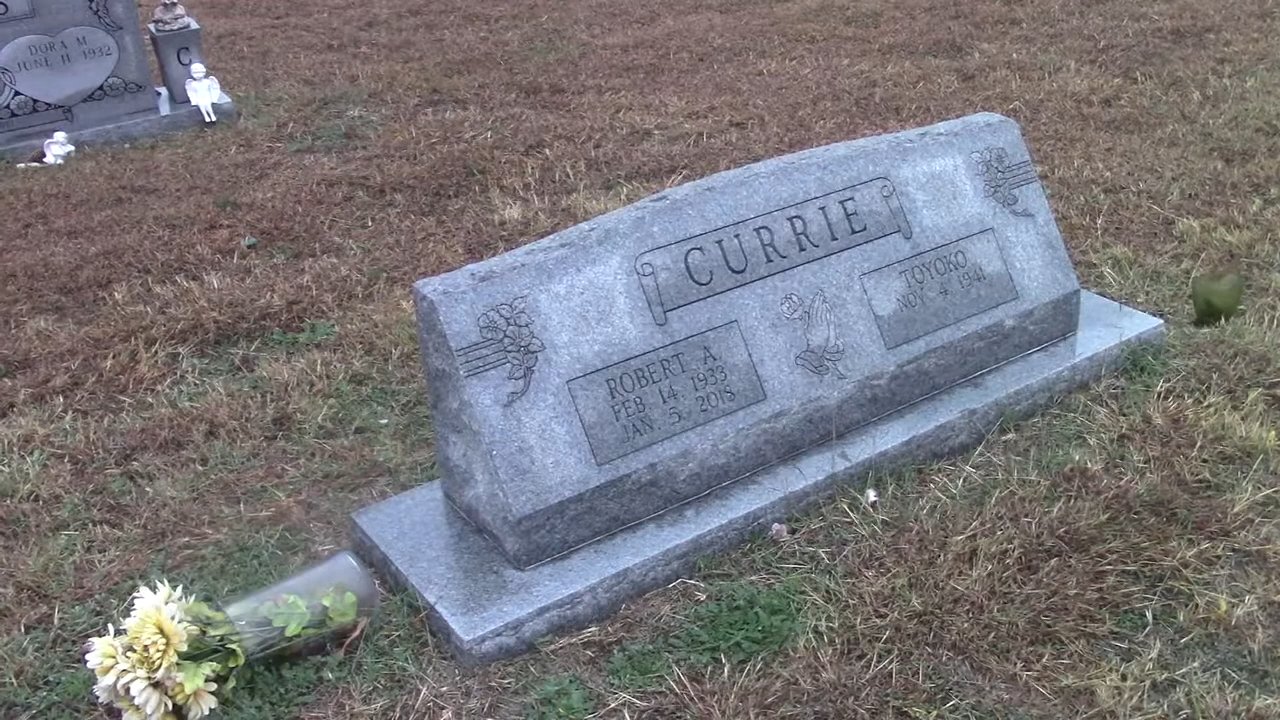 DORA M
JUNE 11 1932
C
CURRIE
ROBERT A.
FEB 14 1933
JAN. 5, 2018
TOYOKO
NOV 4 1941